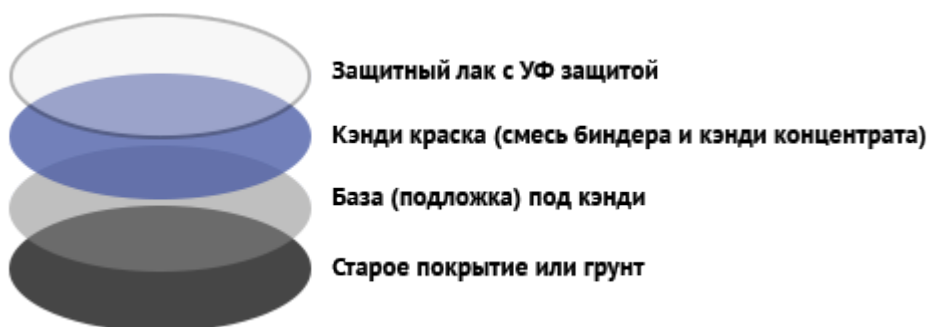 Защитный лак с УФ защитой
Кэнди краска (смесь биндера и кэнди концентрата)
База (подложка) под кэнди
Старое покрытие или грунт